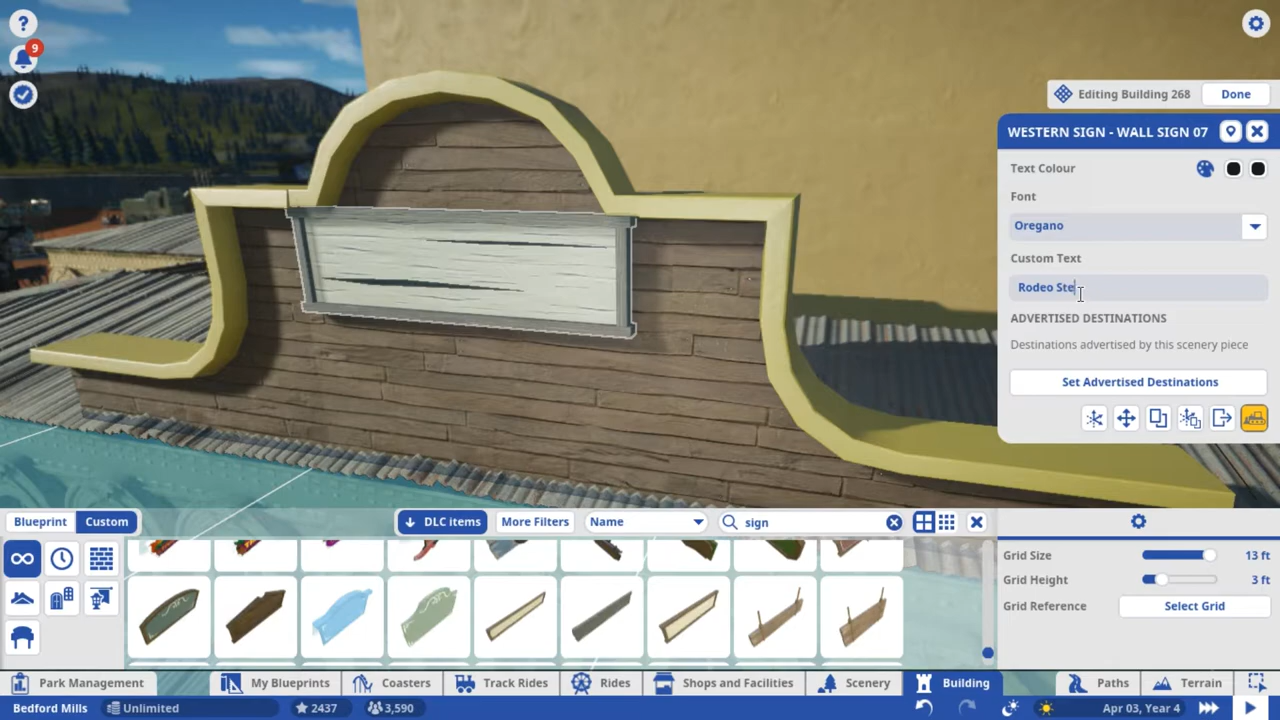 ?
9
Editing Building 268
Done
WESTERN SIGN - WALL SIGN 07
Text Colour
Font
Oregano
Custom Text
Rodeo Ste
ADVERTISED DESTINATIONS
Destinations advertised by this scenery piece
Set Advertised Destinations
Blueprint Custom
DLC items
More Filters
Name
sign
Grid Size 13 ft
Grid Height 3 ft
Grid Reference Select Grid
Park Management
My Blueprints
Coasters
Track Rides
Rides
Shops and Facilities
Scenery
Building
Paths
Terrain
Bedford Mills
Unlimited
2437
3,590
Apr 03, Year 4